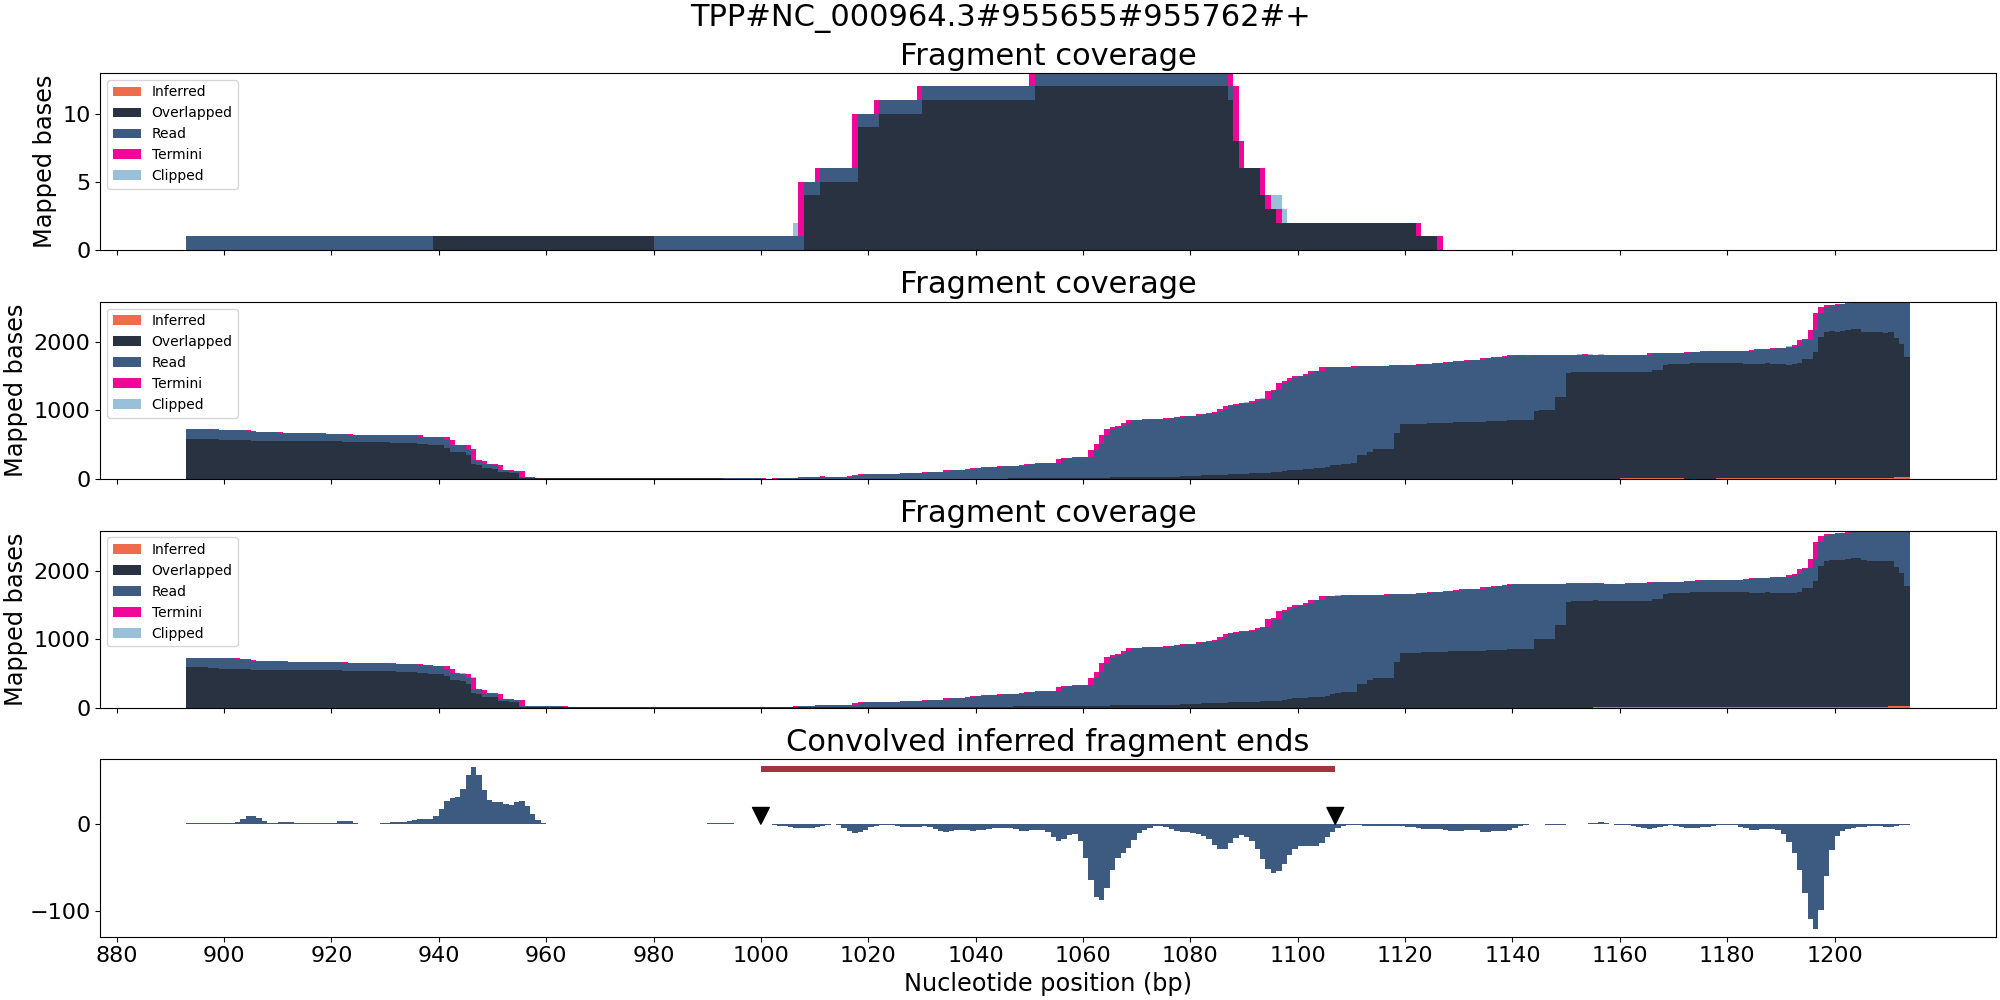 TPP#NC_000964.3#955655#955762#+
Fragment coverage
Mapped bases
10
5
0
Inferred
Overlapped
Read
Termini
Clipped
Fragment coverage
Mapped bases
2000
1000
0
Inferred
Overlapped
Read
Termini
Clipped
Fragment coverage
Mapped bases
2000
1000
0
Inferred
Overlapped
Read
Termini
Clipped
Convolved inferred fragment ends
0
−100
880 900 920 940 960 980 1000 1020 1040 1060 1080 1100 1120 1140 1160 1180 1200
Nucleotide position (bp)